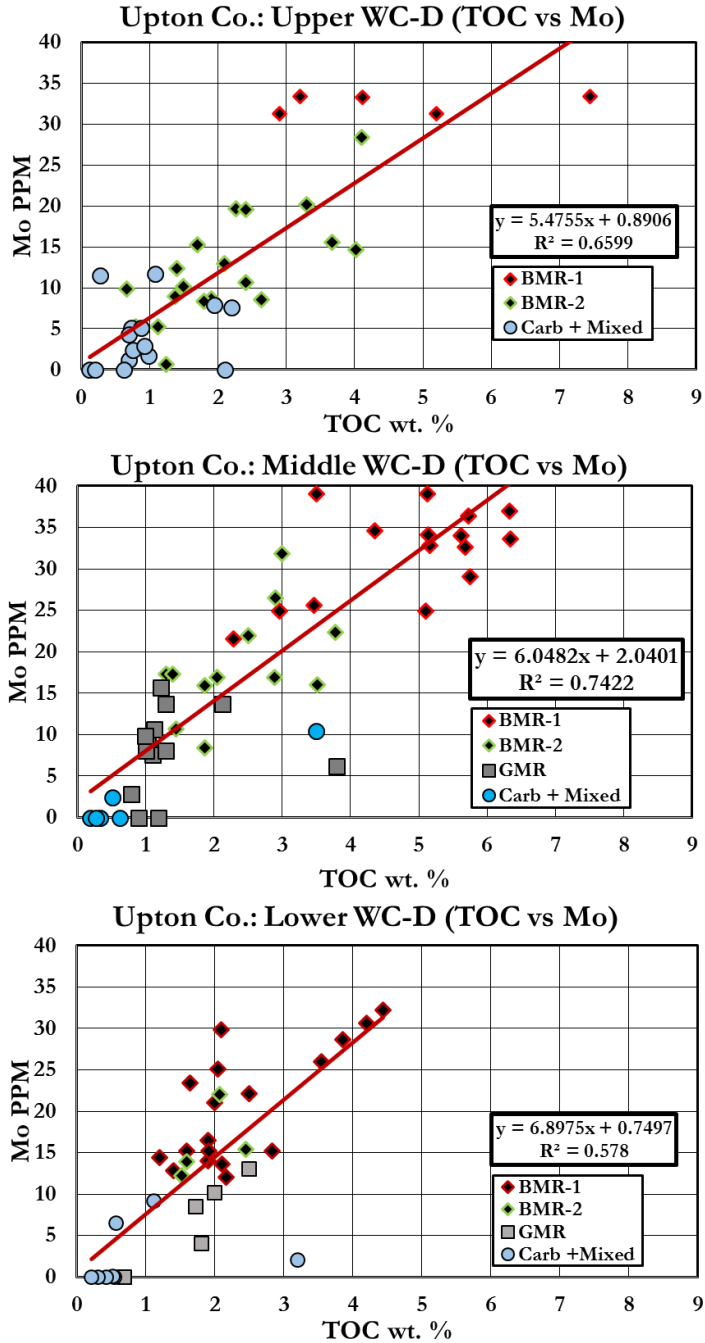 Upton Co.: Upper WC-D (TOC vs Mo)
40
35
30
25
20
15
10
5
0
Mo PPM
y = 5.4755x + 0.8906
R² = 0.6599
BMR-1
BMR-2
Carb + Mixed
0 1 2 3 4 5 6 7 8 9
TOC wt. %
Upton Co.: Middle WC-D (TOC vs Mo)
40
35
30
25
20
15
10
5
0
Mo PPM
y = 6.0482x + 2.0401
R² = 0.7422
BMR-1
BMR-2
GMR
Carb + Mixed
0 1 2 3 4 5 6 7 8 9
TOC wt. %
Upton Co.: Lower WC-D (TOC vs Mo)
40
35
30
25
20
15
10
5
0
Mo PPM
y = 6.8975x + 0.7497
R² = 0.578
BMR-1
BMR-2
GMR
Carb +Mixed
0 1 2 3 4 5 6 7 8 9
TOC wt. %